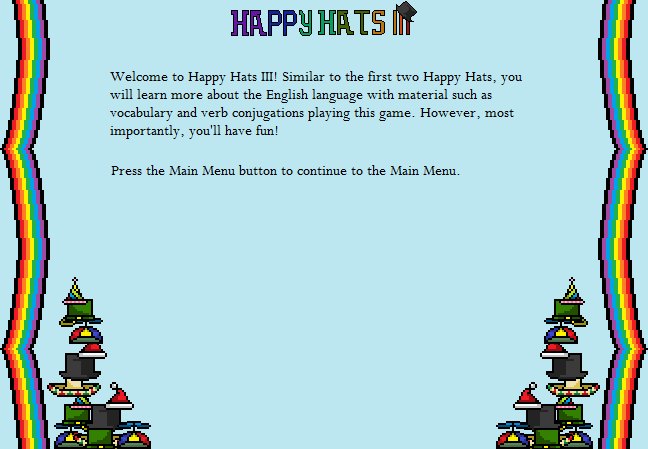 HAPPY HATS III
Welcome to Happy Hats III! Similar to the first two Happy Hats, you
will learn more about the English language with material such as
vocabulary and verb conjugations playing this game. However, most
importantly, you'll have fun!
Press the Main Menu button to continue to the Main Menu.